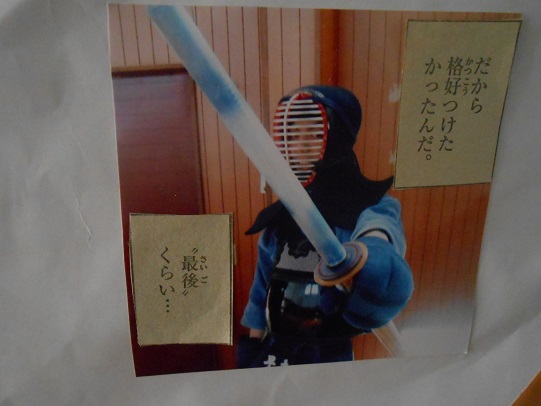 だから
格好つけた
かったんだ。
“最後”
くらい…